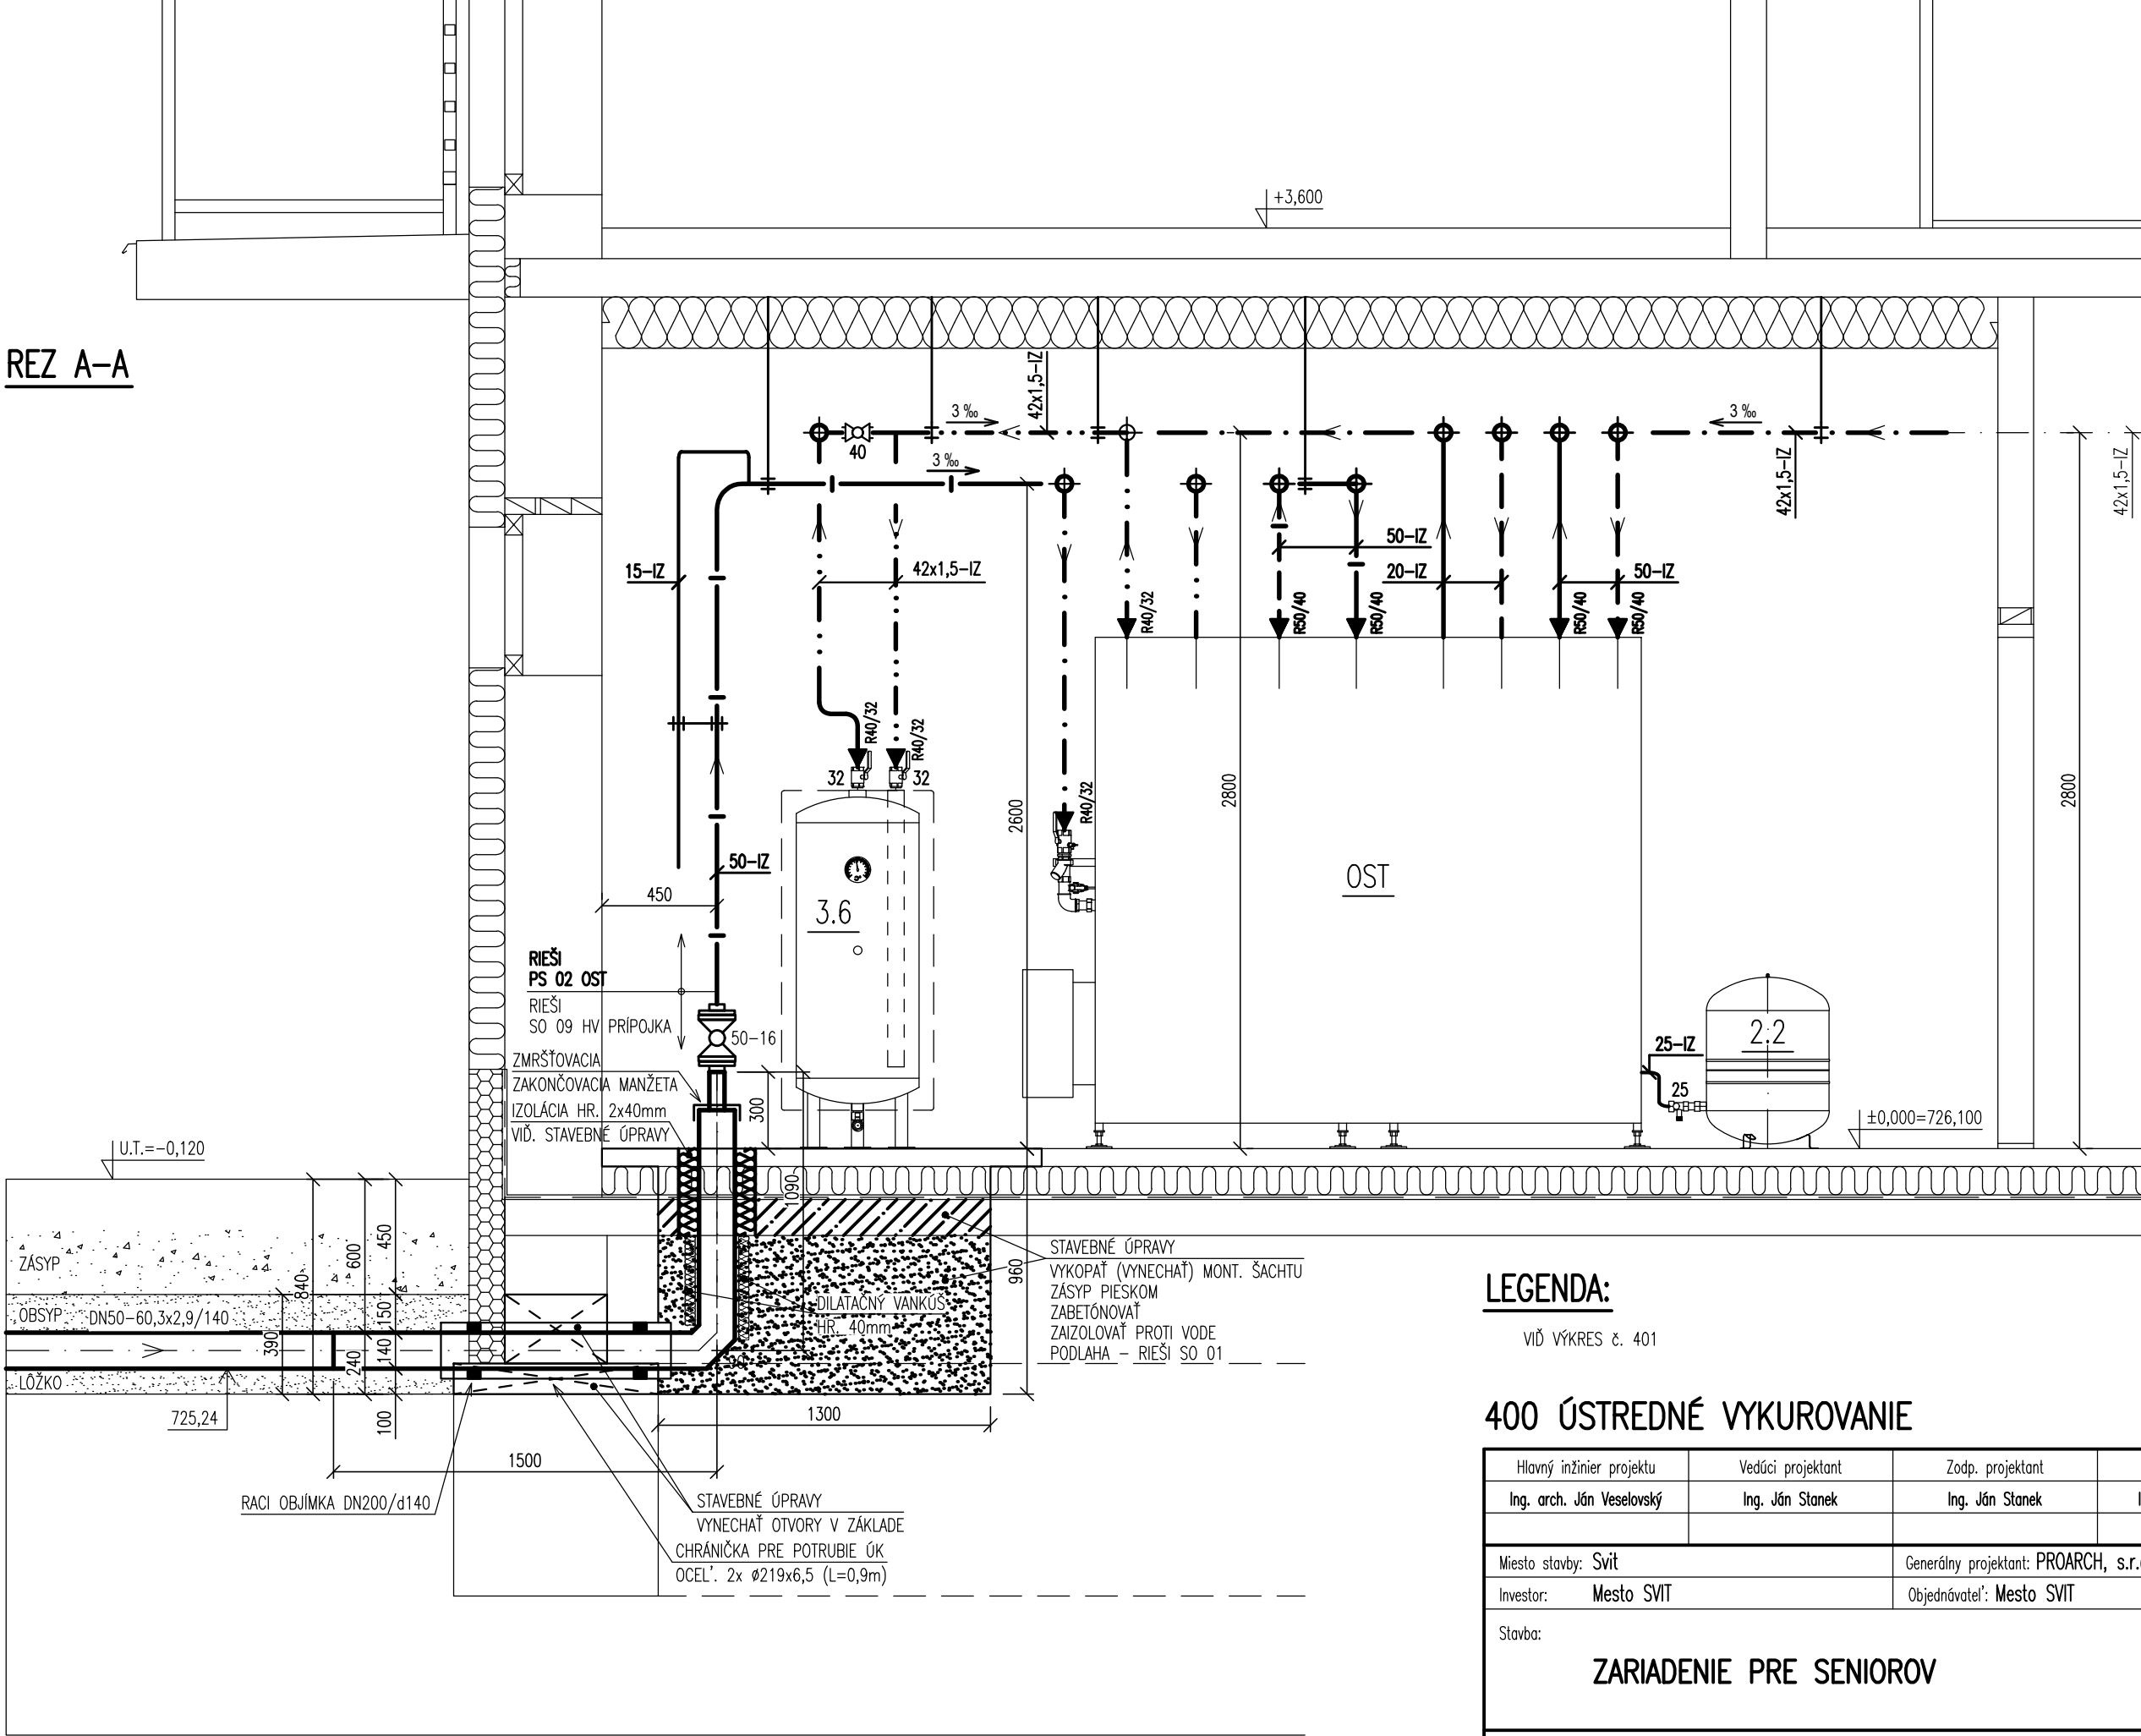 +3,600
REZ A–A
42x1,5–IZ
3 ‰
3 ‰
40
3 ‰
42x1,5–IZ
42x1,5–IZ
15–IZ
42x1,5–IZ
50–IZ
20–IZ
50–IZ
R40/32
R50/40
R50/40
R50/40
R50/40
R40/32
R40/32
32
32
R40/32
2600
2800
2800
50–IZ
450
3.6
OST
RIEŠI
PS 02 OST
RIEŠI
SO 09 HV PRÍPOJKA
50–16
ZMRŠŤOVACIA
ZAKONČOVACIA MANŽETA
IZOLÁCIA HR. 2x40mm
VIĎ. STAVEBNÉ ÚPRAVY
300
2.2
25–IZ
25
±0,000=726,100
U.T.=–0,120
1090
450
600
840
ZÁSYP
OBSYP
DN50–60,3x2,9/140
150
390
140
240
LÔŽKO
100
725,24
960
DILATAČNÝ VANKÚŠ
HR. 40mm
90
STAVEBNÉ ÚPRAVY
VYKOPAŤ (VYNECHAŤ) MONT. ŠACHTU
ZÁSYP PIESKOM
ZABETÓNOVAŤ
ZAIZOLOVAŤ PROTI VODE
PODLAHA – RIEŠI SO 01
1300
1500
RACI OBJÍMKA DN200/d140
STAVEBNÉ ÚPRAVY
VYNECHAŤ OTVORY V ZÁKLADE
CHRÁNIČKA PRE POTRUBIE ÚK
OCEĽ. 2x ø219x6,5 (L=0,9m)
LEGENDA:
VIĎ VÝKRES č. 401
400 ÚSTREDNÉ VYKUROVANIE
Hlavný inžinier projektu
Vedúci projektant
Zodp. projektant
Ing. arch. Ján Veselovský
Ing. Ján Stanek
Ing. Ján Stanek
Miesto stavby: Svit
Generálny projektant: PROARCH, s.r.
Investor: Mesto SVIT
Objednávateľ: Mesto SVIT
Stavba:
ZARIADENIE PRE SENIOROV